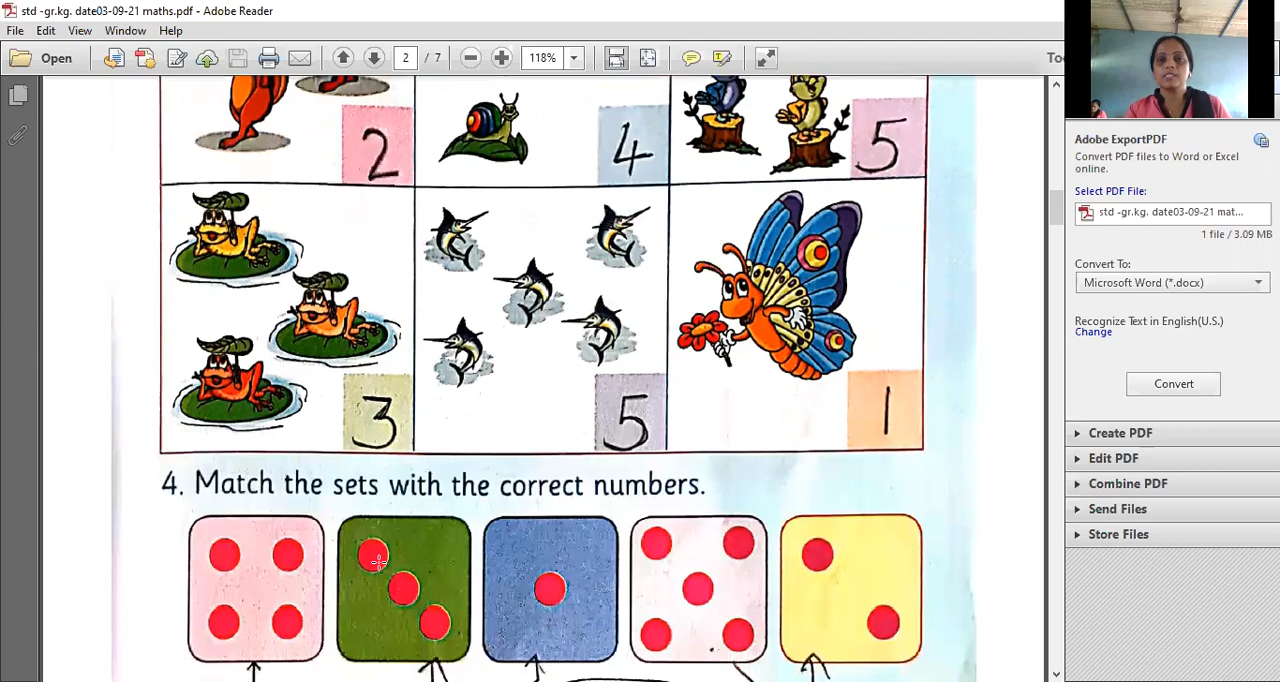 std -gr.kg. date03-09-21 maths.pdf - Adobe Reader
File Edit View Window Help
Open 2 / 7 118%
Adobe ExportPDF
Convert PDF files to Word or Excel
online.
Select PDF File:
std -gr.kg. date03-09-21 mat...
1 file / 3.09 MB
Convert To:
Microsoft Word (*.docx)
Recognize Text in English(U.S.)
Change
Convert
Create PDF
Edit PDF
Combine PDF
Send Files
Store Files
2 4 5
3 5 1
4. Match the sets with the correct numbers.